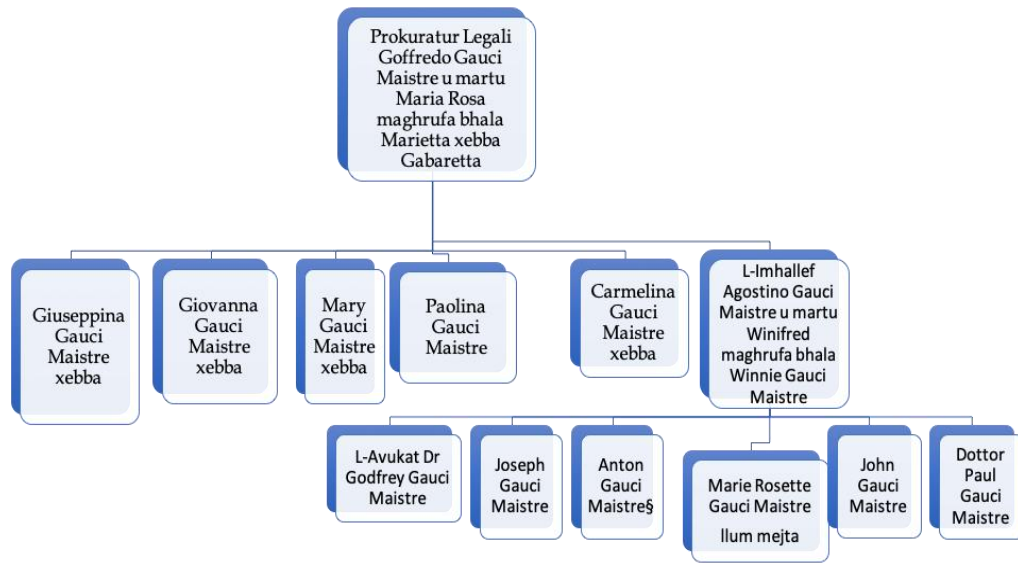 Prokuratur Legali
Goffredo Gauci
Maistre u martu
Maria Rosa
maghrufa bhala
Marietta xebba
Gabaretta
Giuseppina
Gauci
Maistre
xebba
Giovanna
Gauci
Maistre
xebba
Mary
Gauci
Maistre
xebba
Paolina
Gauci
Maistre
Carmelina
Gauci
Maistre
xebba
L-Imhallef
Agostino Gauci
Maistre u martu
Winifred
maghrufa bhala
Winnie Gauci
Maistre
L-Avukat Dr
Godfrey Gauci
Maistre
Joseph
Gauci
Maistre
Anton
Gauci
Maistre§
Marie Rosette
Gauci Maistre
llum mejta
John
Gauci
Maistre
Dottor
Paul
Gauci
Maistre